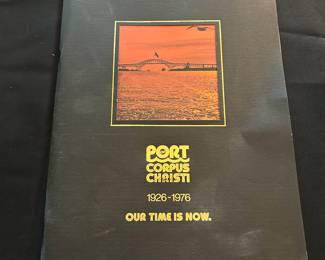 PORT
CORPUS
CHRISTI
1926-1976
OUR TIME IS NOW.